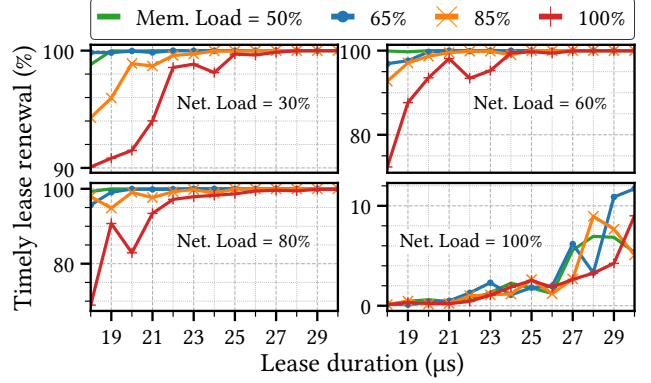 Mem. Load = 50% 65% 85% 100%
Timely lease renewal (%)
100
90
Net. Load = 30%
100
80
Net. Load = 60%
100
80
Net. Load = 80%
10
0
Net. Load = 100%
19 21 23 25 27 29
19 21 23 25 27 29
Lease duration (μs)